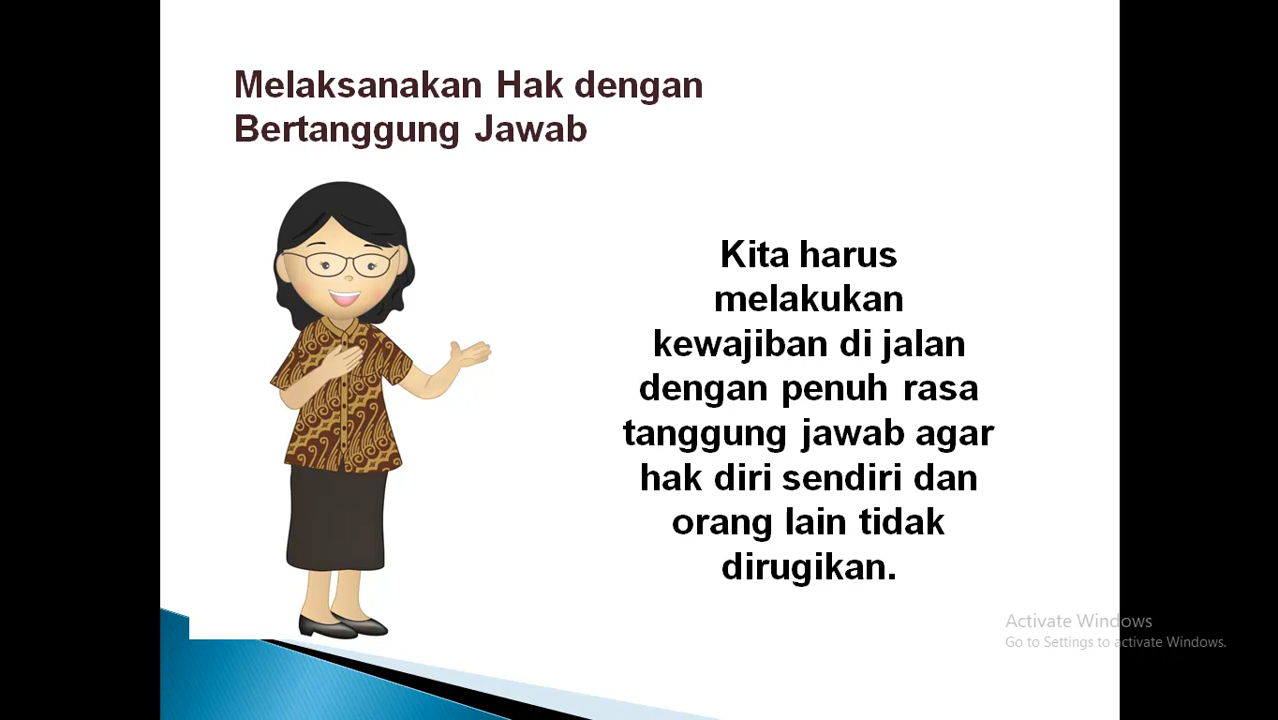 Melaksanakan Hak dengan
Bertanggung Jawab
Kita harus
melakukan
kewajiban di jalan
dengan penuh rasa
tanggung jawab agar
hak diri sendiri dan
orang lain tidak
dirugikan.
Activate Windows
Go to Settings to activate Windows.